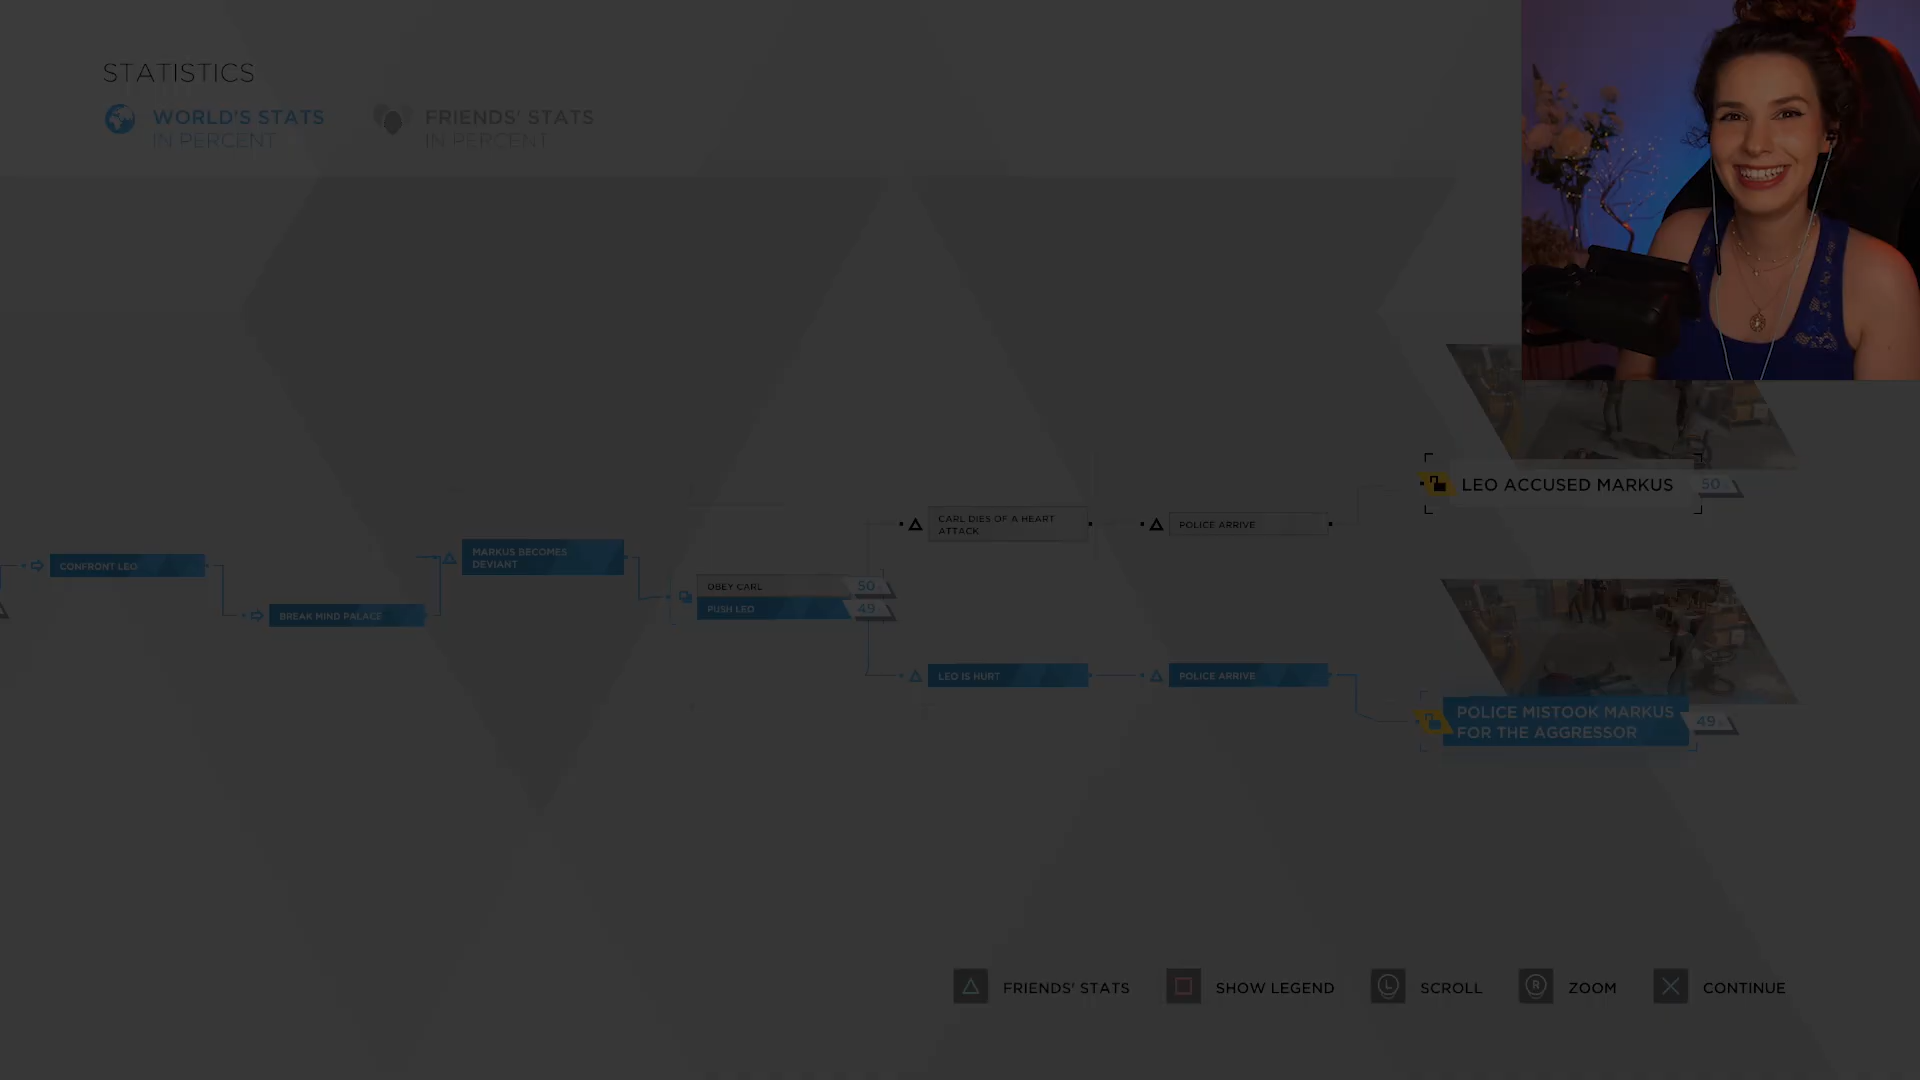 STATISTICS
WORLD'S STATS
IN PERCENT
FRIENDS' STATS
IN PERCENT
CONFRONT LEO
BREAK MIND PALACE
MARKUS BECOMES
DEVIANT
OBEY CARL
50
PUSH LEO
49
CARL DIES OF A HEART
ATTACK
POLICE ARRIVE
LEO ACCUSED MARKUS
50
LEO IS HURT
POLICE ARRIVE
POLICE MISTOOK MARKUS
FOR THE AGGRESSOR
49
FRIENDS' STATS
SHOW LEGEND
L
SCROLL
R
ZOOM
CONTINUE